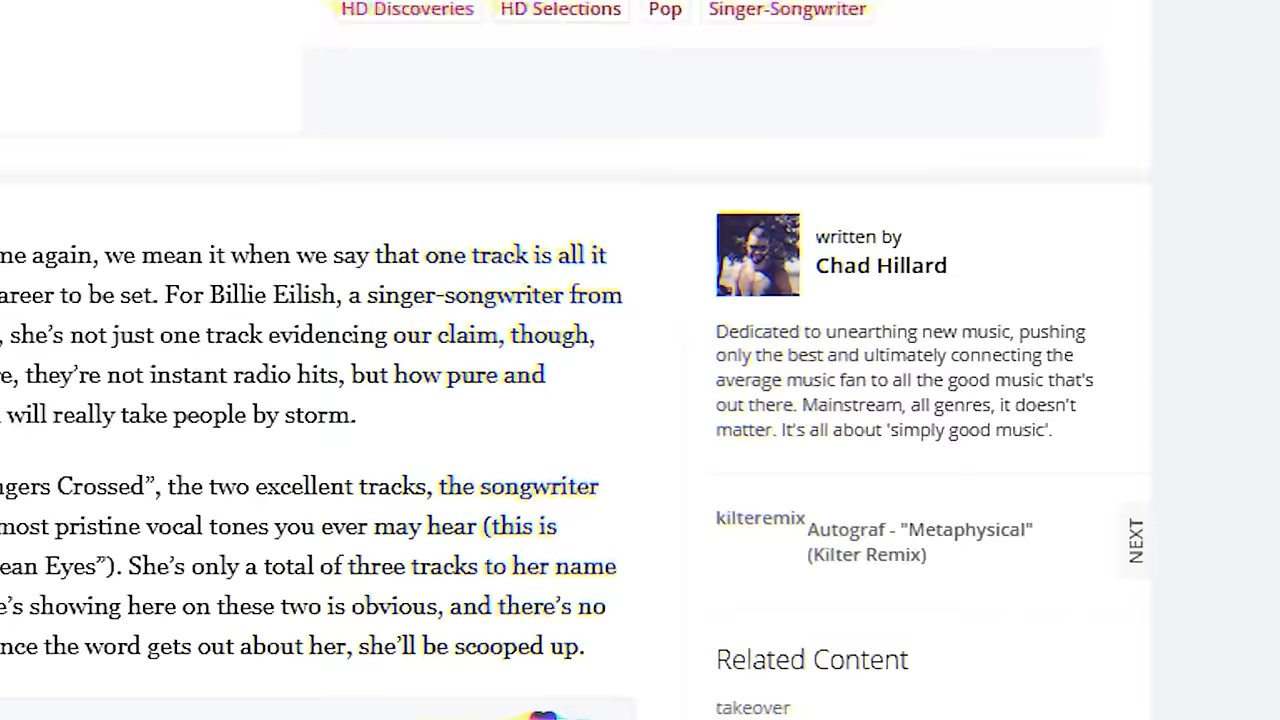 HD Discoveries HD Selections Pop Singer-Songwriter
me again, we mean it when we say that one track is all it
areer to be set. For Billie Eilish, a singer-songwriter from
, she’s not just one track evidencing our claim, though,
re, they’re not instant radio hits, but how pure and
will really take people by storm.
ngers Crossed”, the two excellent tracks, the songwriter
most pristine vocal tones you ever may hear (this is
ean Eyes”). She’s only a total of three tracks to her name
e’s showing here on these two is obvious, and there’s no
nce the word gets out about her, she’ll be scooped up.
written by
Chad Hillard
Dedicated to unearthing new music, pushing
only the best and ultimately connecting the
average music fan to all the good music that's
out there. Mainstream, all genres, it doesn't
matter. It's all about 'simply good music'.
kilteremix
Autograf - "Metaphysical"
(Kilter Remix)
NEXT
Related Content
takeover